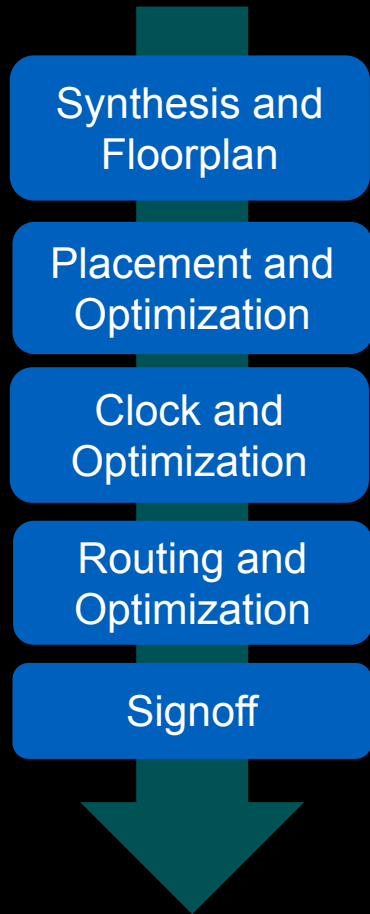 Synthesis and
Floorplan
Placement and
Optimization
Clock and
Optimization
Routing and
Optimization
Signoff